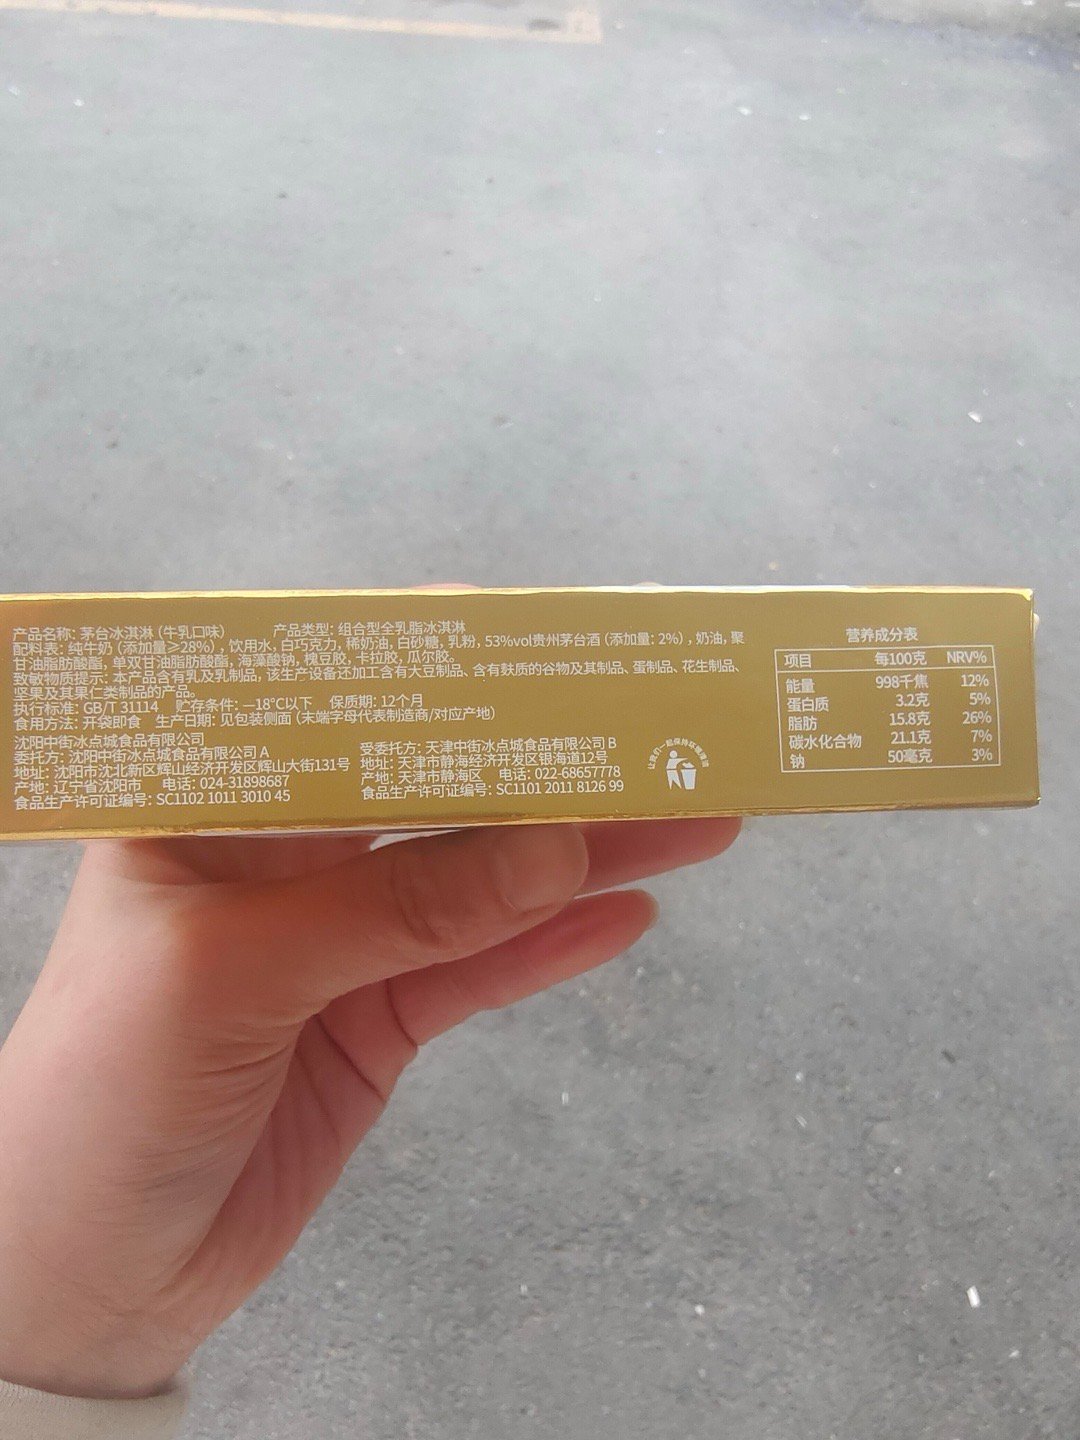 产品名称: 茅台冰淇淋 (牛乳口味) 产品类型: 组合型全乳脂冰淇淋
配料表: 纯牛奶 (添加量≥28%) , 饮用水, 白巧克力, 稀奶油, 白砂糖, 乳粉, 53%vol贵州茅台酒 (添加量: 2%) , 奶油, 聚
甘油脂肪酸酯, 单双甘油脂肪酸酯, 海藻酸钠, 槐豆胶, 卡拉胶, 瓜尔胶。
致敏物质提示: 本产品含有乳及乳制品, 该生产设备还加工含有大豆制品、含有麸质的谷物及其制品、蛋制品、花生制品、
坚果及其果仁类制品的产品。
执行标准: GB/T 31114 贮存条件: —18°C以下 保质期: 12个月
食用方法: 开袋即食 生产日期: 见包装侧面 (末端字母代表制造商/对应产地)
沈阳中街冰点城食品有限公司
委托方: 沈阳中街冰点城食品有限公司 A
地址: 沈阳市沈北新区辉山经济开发区辉山大街131号
产地: 辽宁省沈阳市 电话: 024-31898687
食品生产许可证编号: SC1102 1011 3010 45
受委托方: 天津中街冰点城食品有限公司 B
地址: 天津市静海经济开发区银海道12号
产地: 天津市静海区 电话: 022-68657778
食品生产许可证编号: SC1201 2011 8126 99
让我们一起保持环境清洁
营养成分表
项目 每100克 NRV%
能量 998千焦 12%
蛋白质 3.2克 5%
脂肪 15.8克 26%
碳水化合物 21.1克 7%
钠 50毫克 3%